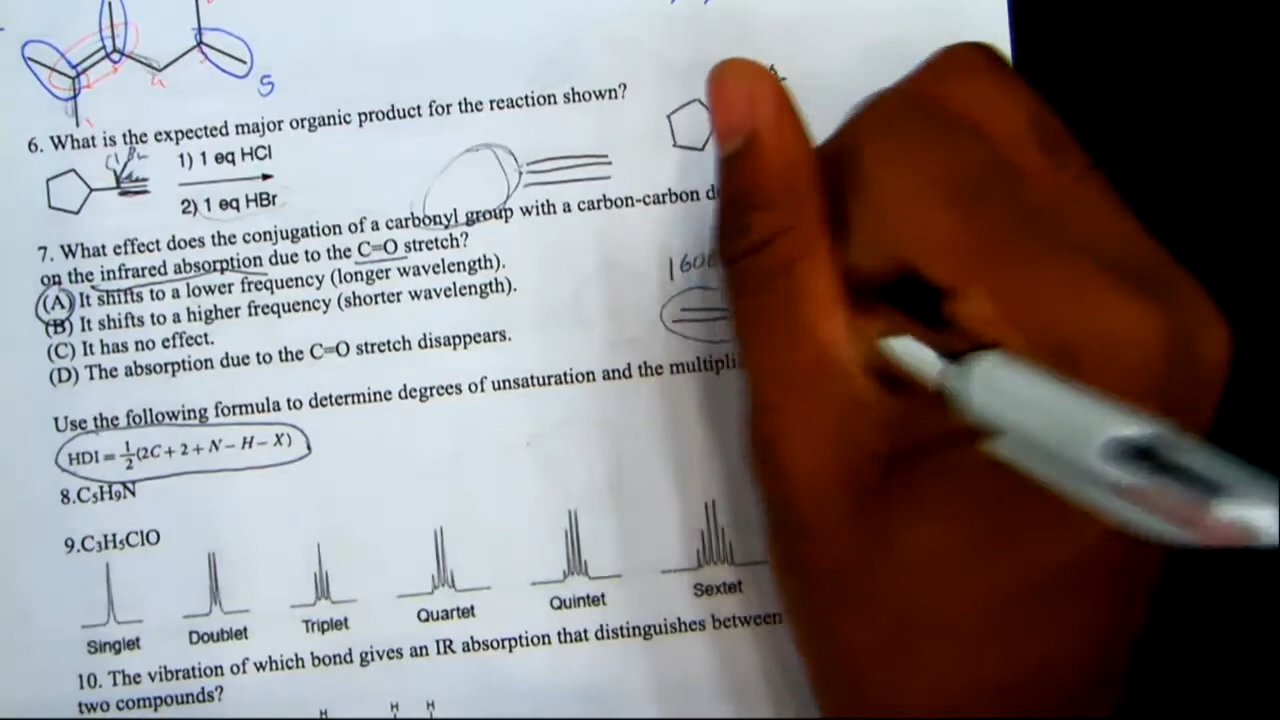 S
6. What is the expected major organic product for the reaction shown?
Cl Br
1) 1 eq HCl
2) 1 eq HBr
7. What effect does the conjugation of a carbonyl group with a carbon-carbon
on the infrared absorption due to the C=O stretch?
(A) It shifts to a lower frequency (longer wavelength).
(B) It shifts to a higher frequency (shorter wavelength).
(C) It has no effect.
(D) The absorption due to the C=O stretch disappears.
Use the following formula to determine degrees of unsaturation and the
HDI = 1/2(2C + 2 + N - H - X)
8.C₅H₉N
9.C₃H₅ClO
Singlet Doublet Triplet Quartet Quintet Sextet
10. The vibration of which bond gives an IR absorption that distinguishes between
two compounds?
H H H